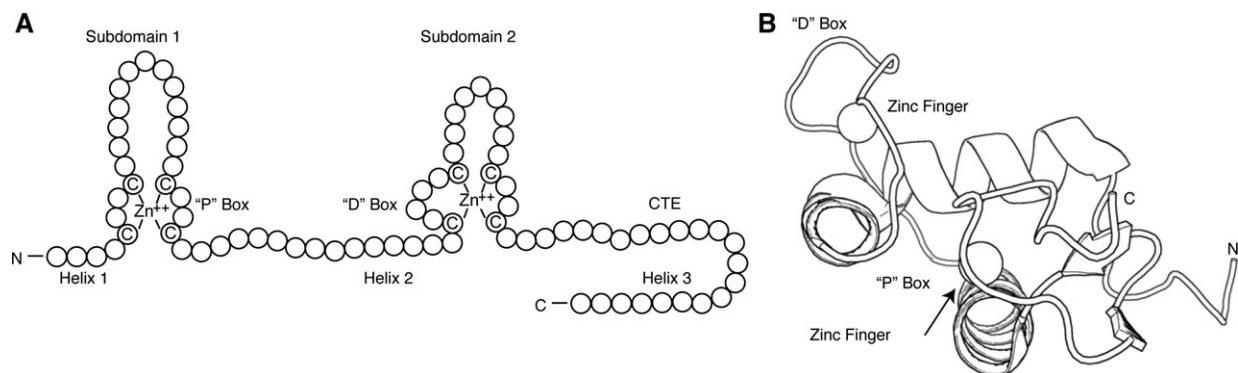 A
Subdomain 1
Subdomain 2
C
C
C
C
Zn++
"P" Box
"D" Box
C
C
C
C
Zn++
CTE
N
Helix 1
Helix 2
Helix 3
C
B
"D" Box
Zinc Finger
C
N
"P" Box
Zinc Finger